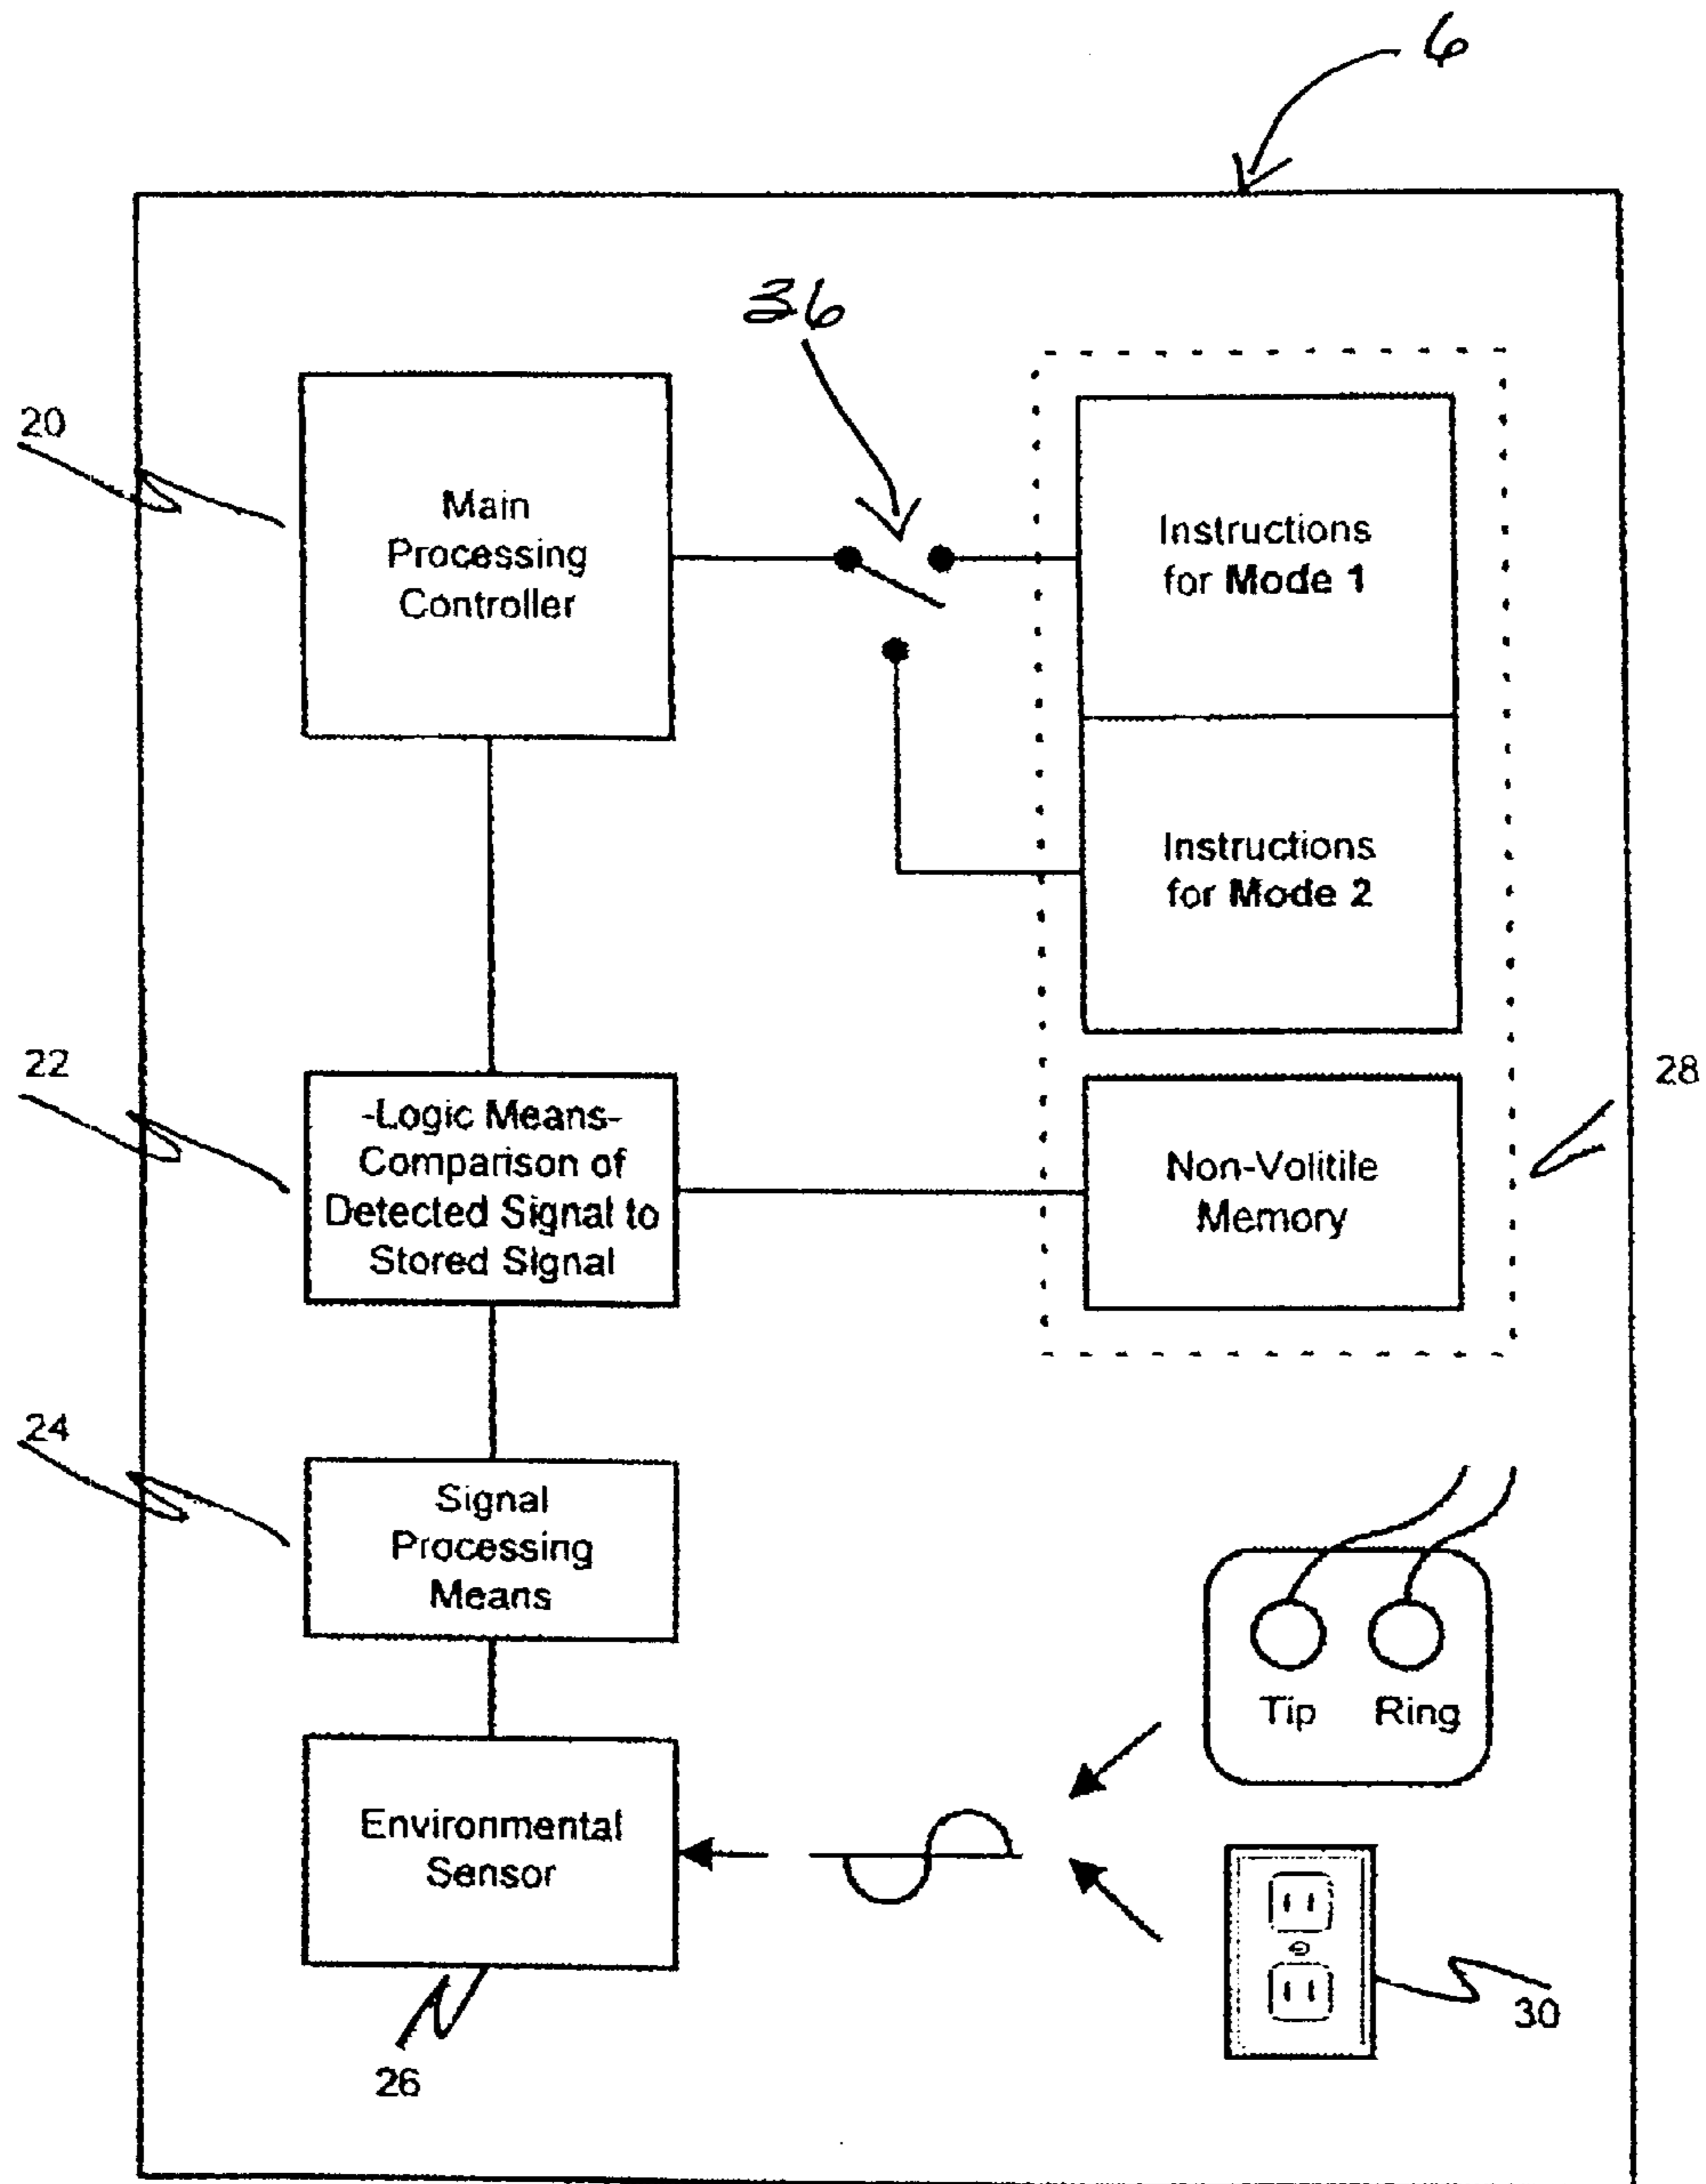 6
36
20
Main
Processing
Controller
Instructions
for Mode 1
Instructions
for Mode 2
22
-Logic Means-
Comparison of
Detected Signal to
Stored Signal
28
Non-Volitile
Memory
24
Signal
Processing
Means
Tip Ring
Environmental
Sensor
30
26